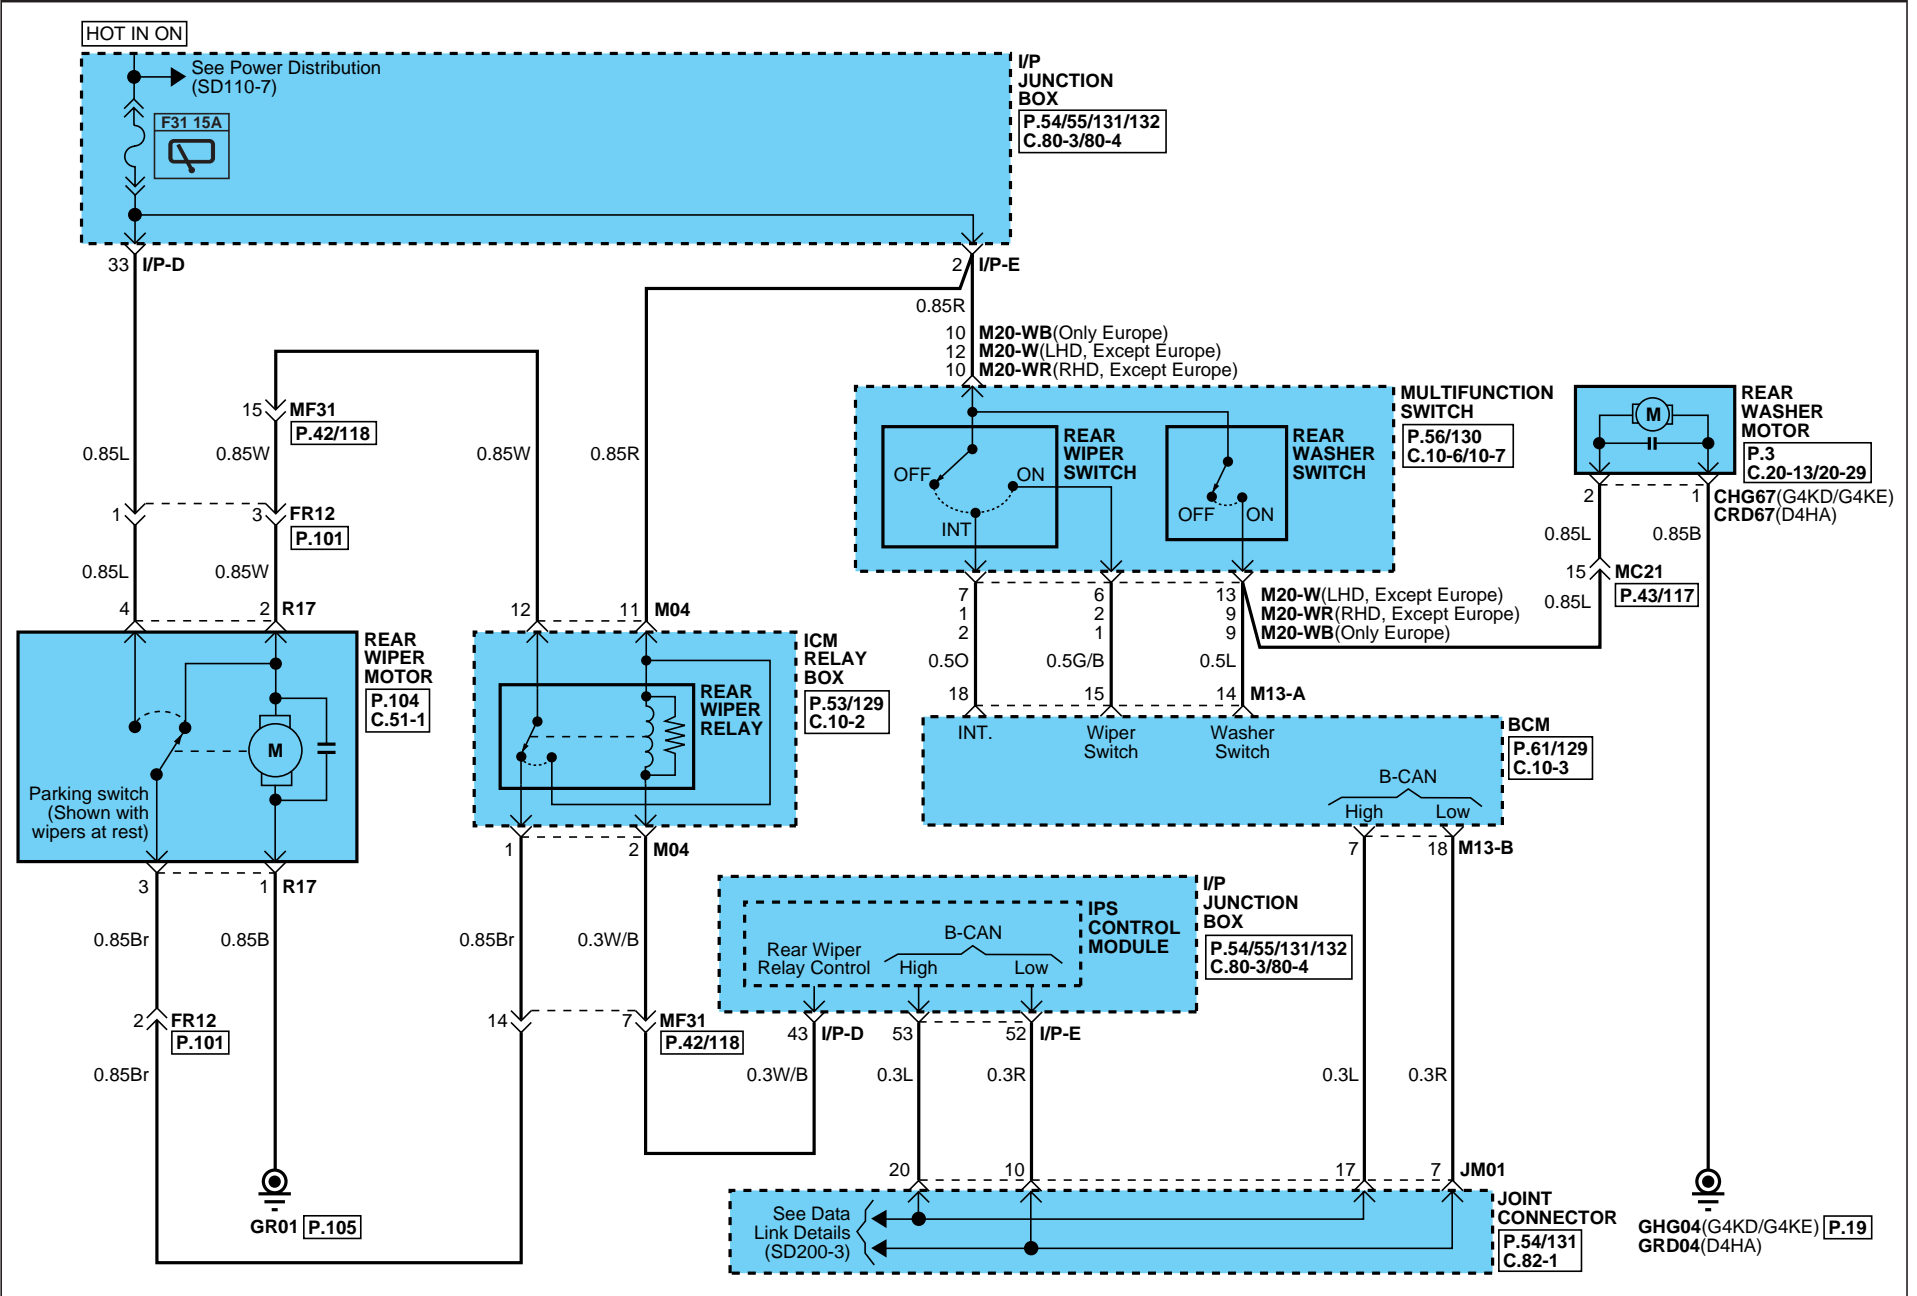 HOT IN ON
See Power Distribution
(SD110-7)
F31 15A
I/P
JUNCTION
BOX
P.54/55/131/132
C.80-3/80-4
33 I/P-D
2 I/P-E
0.85R
10 M20-WB(Only Europe)
12 M20-W(LHD, Except Europe)
10 M20-WR(RHD, Except Europe)
15 MF31
P.42/118
0.85L 0.85W 0.85W 0.85R
1 3 FR12
P.101
0.85L 0.85W
4 2 R17
12 11 M04
MULTIFUNCTION
SWITCH
P.56/130
C.10-6/10-7
REAR
WIPER
SWITCH
OFF ON
INT
REAR
WASHER
SWITCH
OFF ON
REAR
WASHER
MOTOR
P.3
C.20-13/20-29
M
2 1 CHG67(G4KD/G4KE)
CRD67(D4HA)
0.85L 0.85B
15 MC21
P.43/117
0.85L
7 6 13 M20-W(LHD, Except Europe)
1 2 9 M20-WR(RHD, Except Europe)
2 1 9 M20-WB(Only Europe)
0.5O 0.5G/B 0.5L
18 15 14 M13-A
REAR
WIPER
MOTOR
P.104
C.51-1
M
Parking switch
(Shown with
wipers at rest)
ICM
RELAY
BOX
P.53/129
C.10-2
REAR
WIPER
RELAY
INT.
Wiper
Switch
Washer
Switch
BCM
P.61/129
C.10-3
B-CAN
High Low
7 18 M13-B
3 1 R17
1 2 M04
0.85Br 0.85B 0.85Br 0.3W/B
I/P
JUNCTION
BOX
P.54/55/131/132
C.80-3/80-4
IPS
CONTROL
MODULE
Rear Wiper
Relay Control
B-CAN
High Low
2 FR12
P.101
14 7 MF31
P.42/118
43 I/P-D 53 52 I/P-E
0.85Br 0.3W/B 0.3L 0.3R 0.3L 0.3R
20 10 17 7 JM01
See Data
Link Details
(SD200-3)
JOINT
CONNECTOR
P.54/131
C.82-1
GR01 P.105
GHG04(G4KD/G4KE) P.19
GRD04(D4HA)